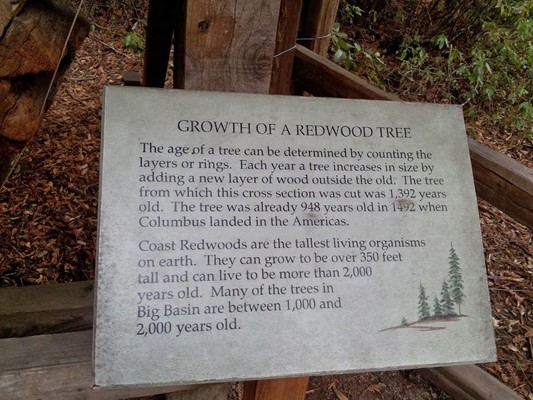 GROWTH OF A REDWOOD TREE
The age of a tree can be determined by counting the
layers or rings. Each year a tree increases in size by
adding a new layer of wood outside the old. The tree
from which this cross section was cut was 1,392 years
old. The tree was already 948 years old in 1492 when
Columbus landed in the Americas.
Coast Redwoods are the tallest living organisms
on earth. They can grow to be over 350 feet
tall and can live to be more than 2,000
years old. Many of the trees in
Big Basin are between 1,000 and
2,000 years old.